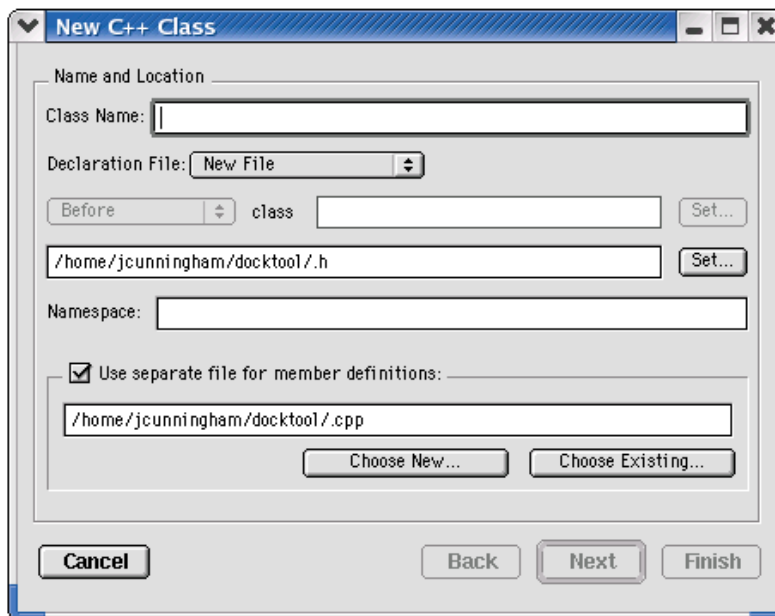 New C++ Class
Name and Location
Class Name:
Declaration File: New File
Before class Set...
/home/jcunningham/docktool/.h Set...
Namespace:
Use separate file for member definitions:
/home/jcunningham/docktool/.cpp
Choose New... Choose Existing...
Cancel Back Next Finish